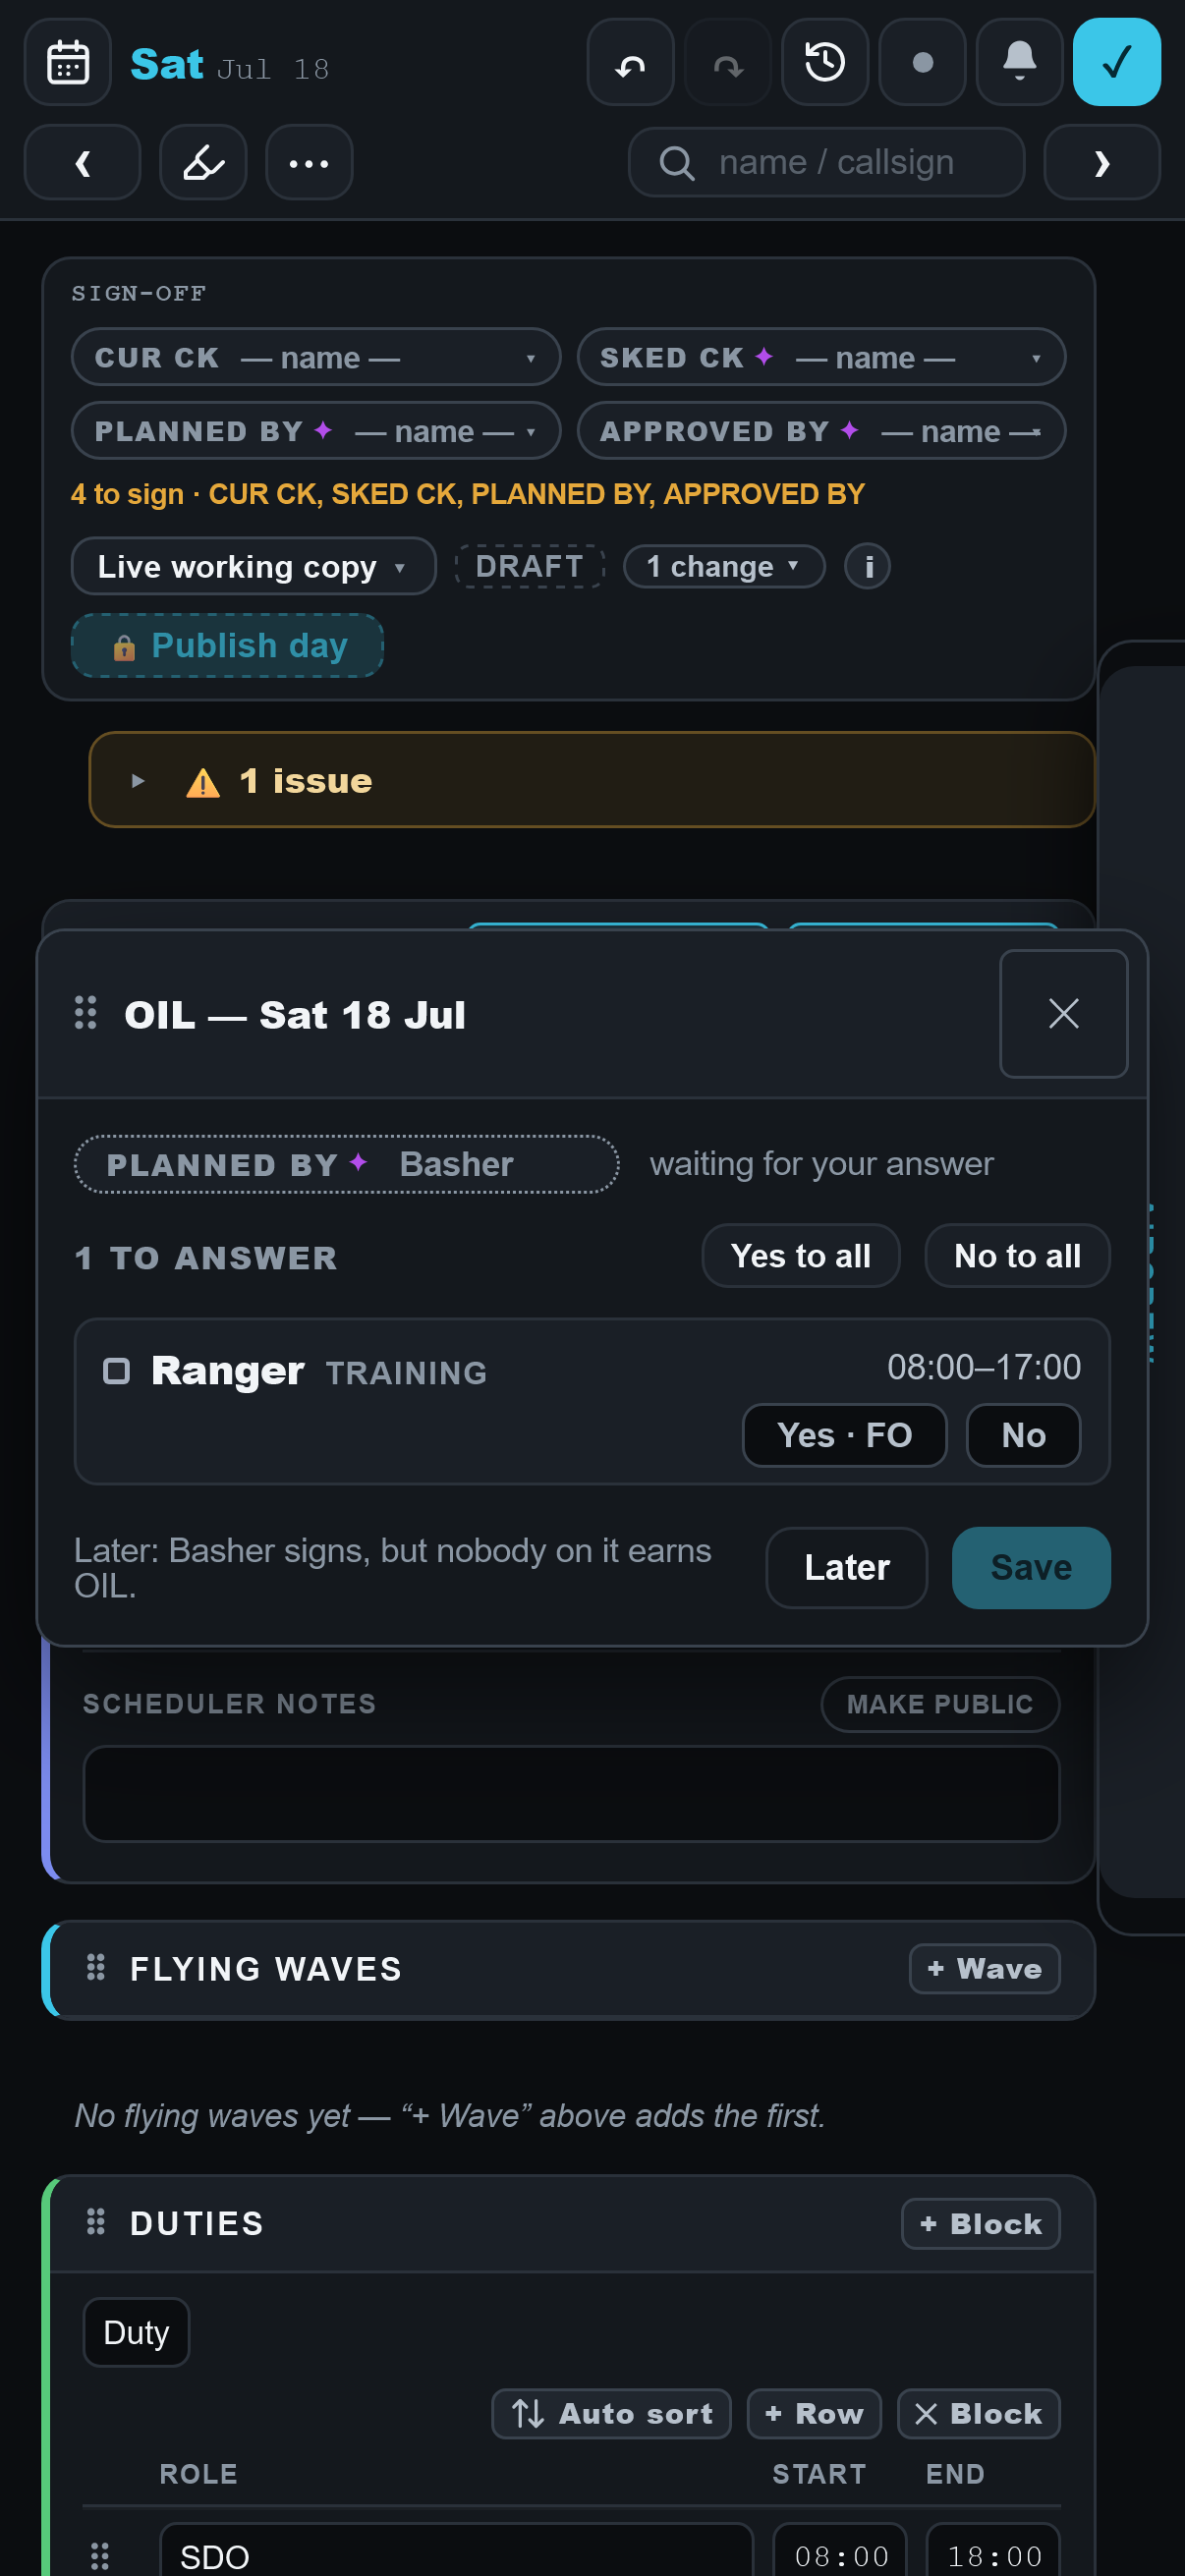 Sat Jul 18
name / callsign
SIGN-OFF
CUR CK — name —
SKED CK — name —
PLANNED BY — name —
APPROVED BY — name —
4 to sign · CUR CK, SKED CK, PLANNED BY, APPROVED BY
Live working copy
DRAFT
1 change
i
Publish day
1 issue
OIL — Sat 18 Jul
PLANNED BY Basher
waiting for your answer
1 TO ANSWER
Yes to all
No to all
Ranger TRAINING
08:00–17:00
Yes · FO
No
Later: Basher signs, but nobody on it earns
OIL.
Later
Save
SCHEDULER NOTES
MAKE PUBLIC
FLYING WAVES
+ Wave
No flying waves yet — “+ Wave” above adds the first.
DUTIES
+ Block
Duty
Auto sort
+ Row
× Block
ROLE
START
END
SDO
08:00
18:00